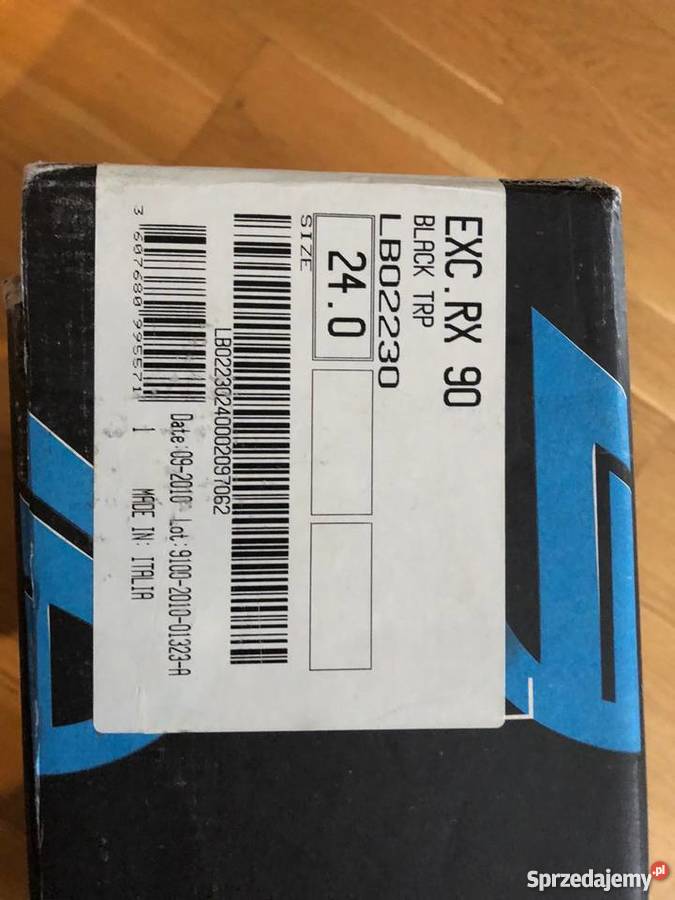 EXC.RX 90
BLACK TRP
LB02230
24.0
SIZE
LB02230240002097062
3 607680 995571
Date:09-2010 Lot:9100-2010-01323-A
1 MADE IN: ITALIA
Sprzedajemy.pl